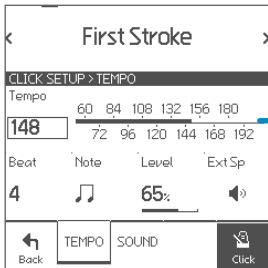 First Stroke
CLICK SETUP > TEMPO
Tempo
60 84 108 132 156 180
148
72 96 120 144 168 192
Beat Note Level Ext Sp
4 65%
Back TEMPO SOUND Click